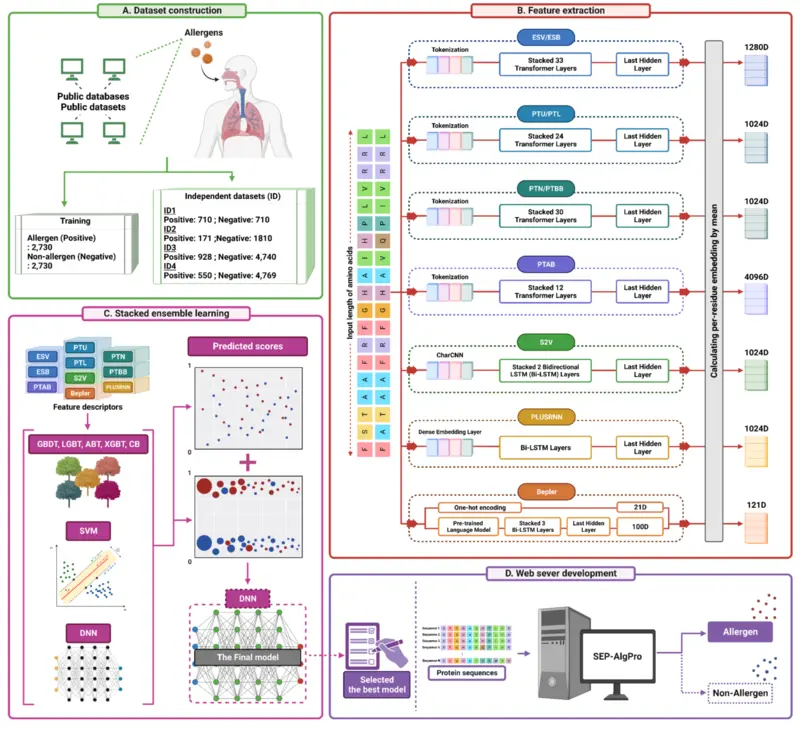 A. Dataset construction
Allergens
Public databases
Public datasets
Training
Allergen (Positive)
: 2,730
Non-allergen (Negative)
: 2,730
Independent datasets (ID)
ID1
Positive: 710 ; Negative: 710
ID2
Positive: 171 ;Negative: 1810
ID3
Positive: 928 ; Negative: 4,740
ID4
Positive: 550 ; Negative: 4,769
B. Feature extraction
Input length of amino acids
F S T A A F R F G H A I H P L V R R L
F A T A A F R F G H A V Q P I V R R L
ESV/ESB
Tokenization
Stacked 33
Transformer Layers
Last Hidden
Layer
1280D
PTU/PTL
Tokenization
Stacked 24
Transformer Layers
Last Hidden
Layer
1024D
PTN/PTBB
Tokenization
Stacked 30
Transformer Layers
Last Hidden
Layer
1024D
PTAB
Tokenization
Stacked 12
Transformer Layers
Last Hidden
Layer
4096D
S2V
CharCNN
Stacked 2 Bidirectional
LSTM (Bi-LSTM) Layers
Last Hidden
Layer
1024D
PLUSRNN
Dense Embedding Layer
Bi-LSTM Layers
Last Hidden
Layer
1024D
Bepler
One-hot encoding
21D
Pre-trained
Language Model
Stacked 3
Bi-LSTM Layers
Last Hidden
Layer
100D
121D
Calculating per-residue embedding by mean
C. Stacked ensemble learning
ESV
ESB
PTAB
PTU
PTL
S2V
Bepler
PTN
PTBB
PLUSRNN
Feature descriptors
GBDT, LGBT, ABT, XGBT, CB
SVM
DNN
Predicted scores
1
0
1
0
DNN
The Final model
D. Web sever development
Selected
the best model
Sequence 1
Sequence 2
Sequence 3
Sequence N
Protein sequences
SEP-AlgPro
Allergen
Non-Allergen